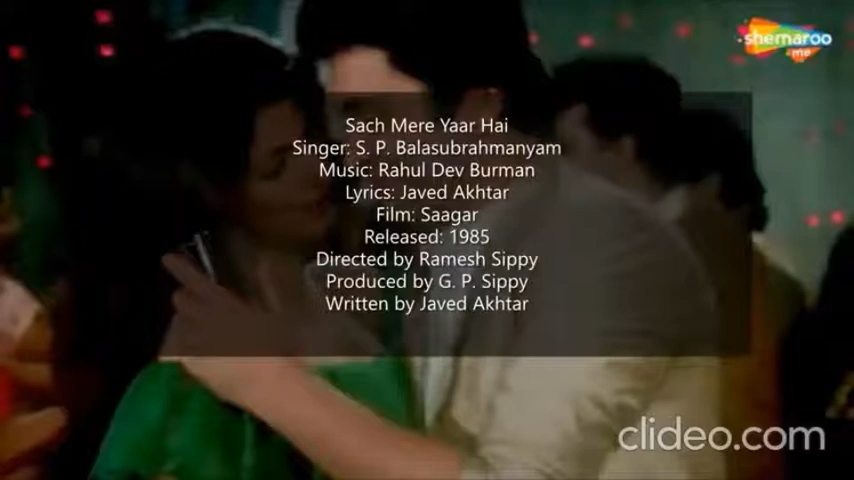 shemaroo
me
Sach Mere Yaar Hai
Singer: S. P. Balasubrahmanyam
Music: Rahul Dev Burman
Lyrics: Javed Akhtar
Film: Saagar
Released: 1985
Directed by Ramesh Sippy
Produced by G. P. Sippy
Written by Javed Akhtar
clideo.com